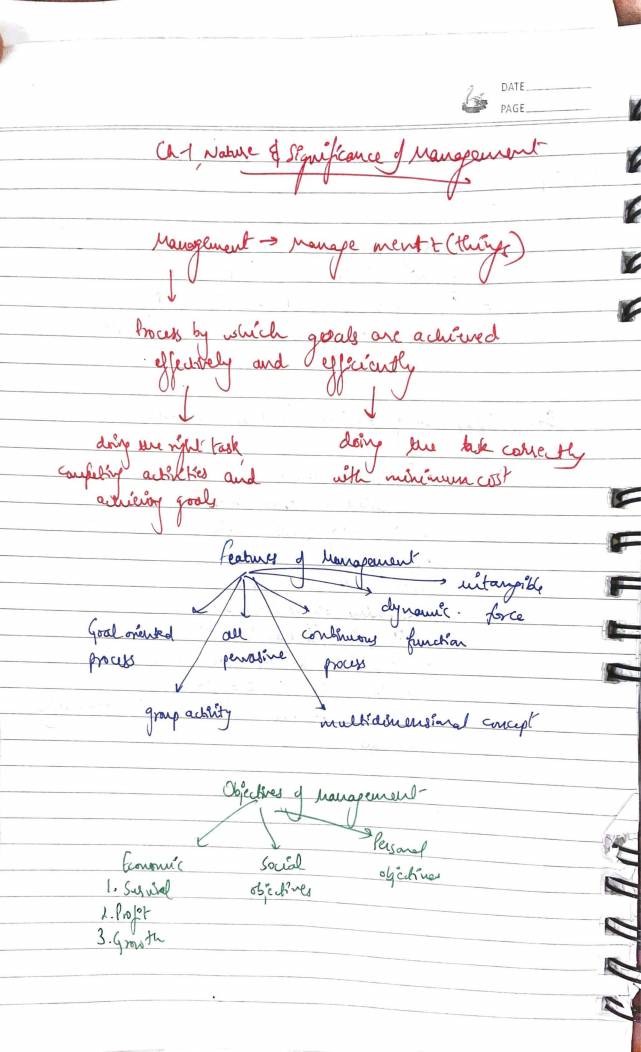 DATE
PAGE
Ch-1, Nature & Significance of Management
Management → manage ment t (things)
Process by which goals are achieved
effectively and efficiently
doing the right task
completing activities and
achieving goals
doing the task correctly
with minimum cost
Features of Management
Goal oriented
process
all
pervasive
continuous
process
dynamic
function
intangible
force
group activity
multidimensional concept
Objectives of management
Economic
1. Survival
2. Profit
3. Growth
Social
objectives
Personal
objectives